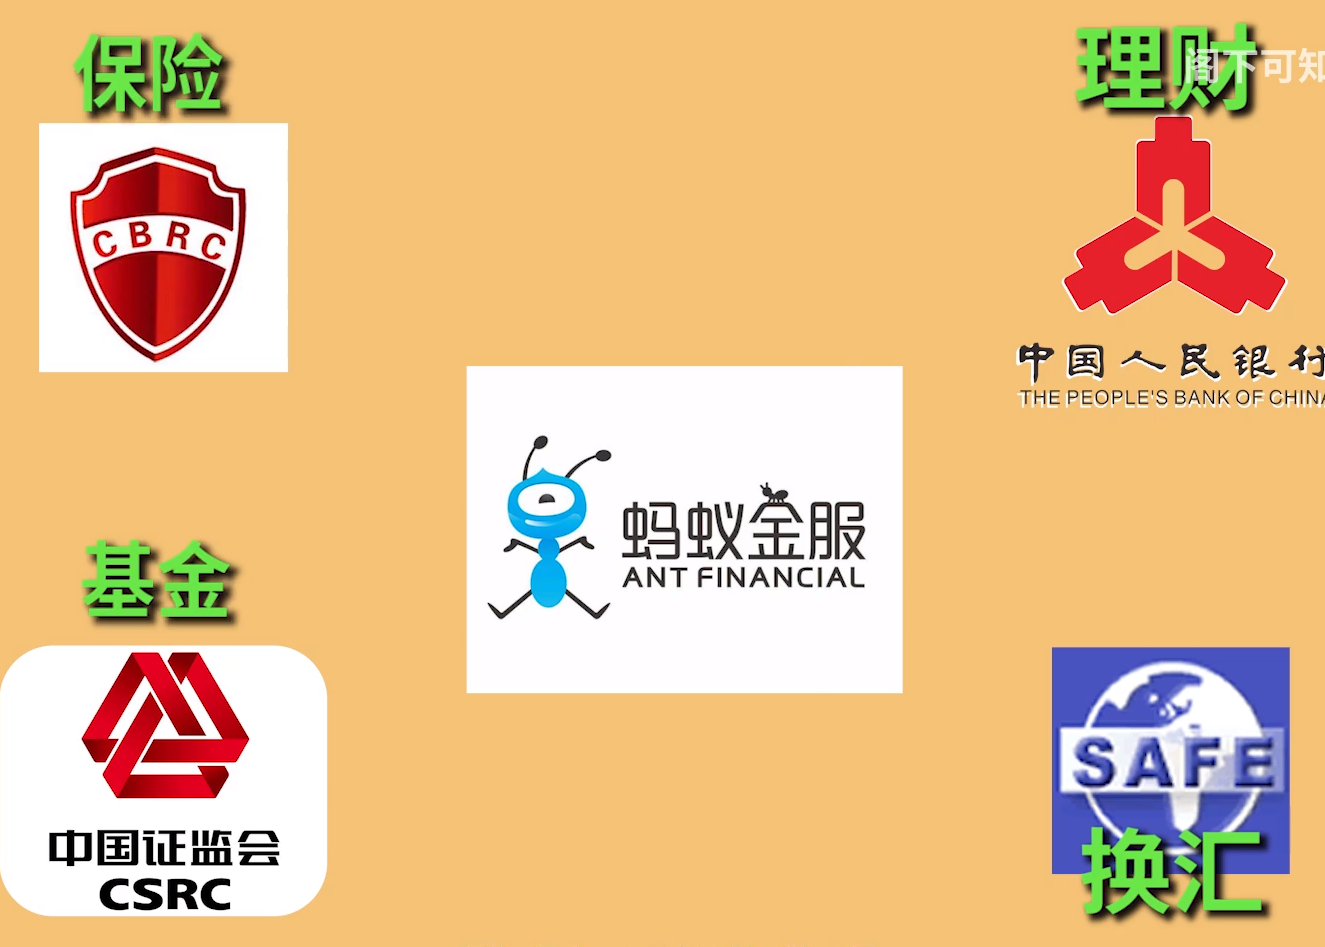 保险
理财
阁下可知
CBRC
中国人民银行
THE PEOPLE'S BANK OF CHINA
蚂蚁金服
ANT FINANCIAL
基金
中国证监会
CSRC
SAFE
换汇